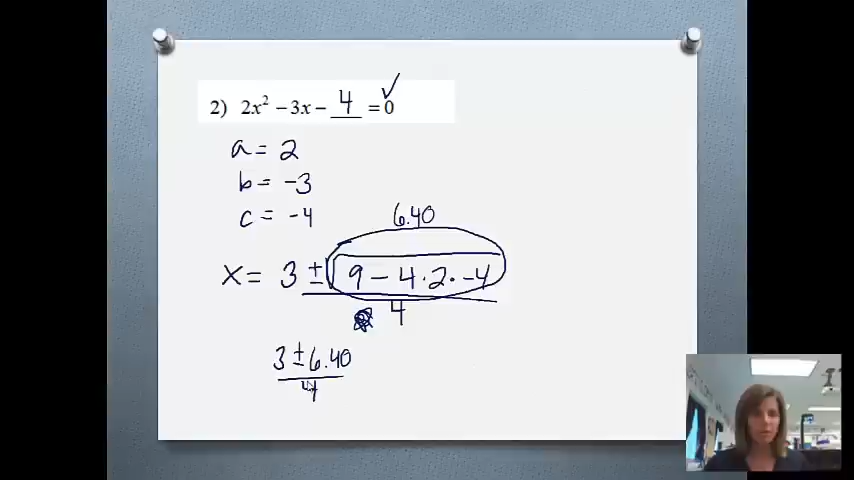 2) 2x² − 3x − 4 = 0 ✓
a = 2
b = -3
c = -4
6.40
x = 3 ± √9 − 4·2·-4
4
3 ± 6.40
4